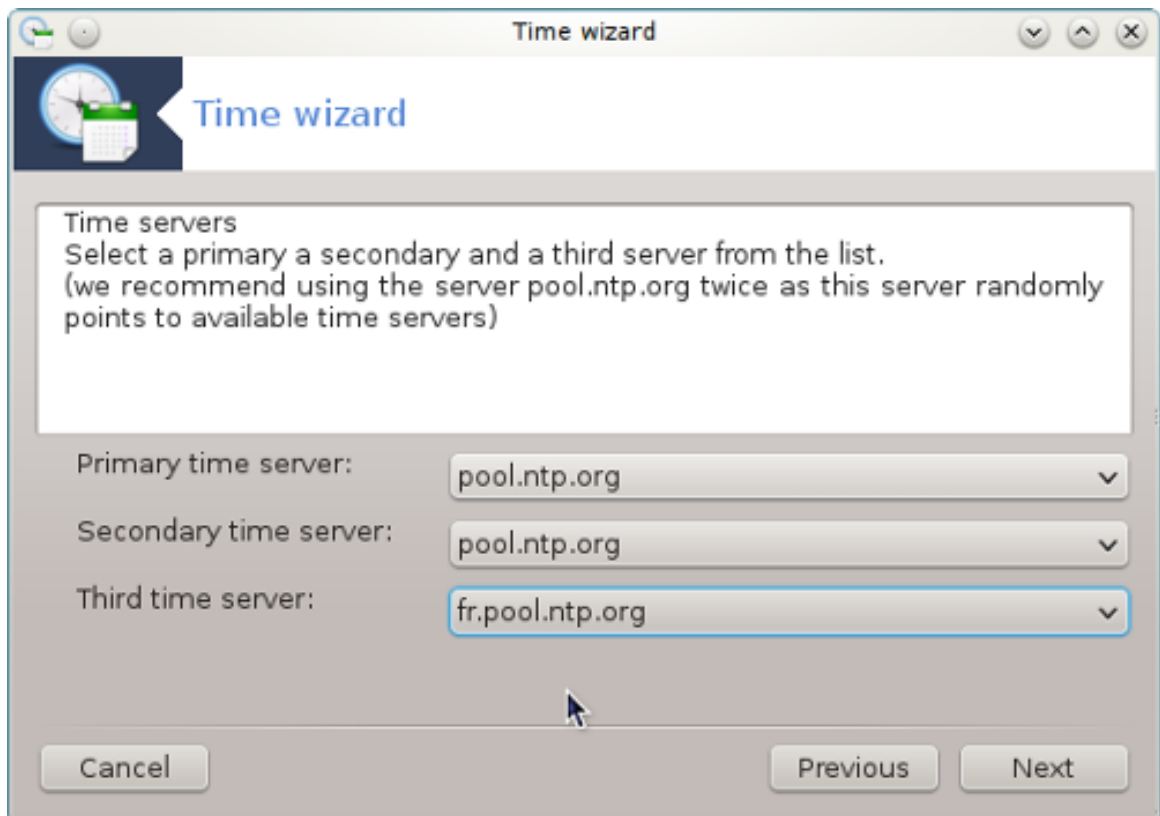 Time wizard
Time wizard
Time servers
Select a primary a secondary and a third server from the list.
(we recommend using the server pool.ntp.org twice as this server randomly
points to available time servers)
Primary time server:
pool.ntp.org
Secondary time server:
pool.ntp.org
Third time server:
fr.pool.ntp.org
Cancel
Previous
Next